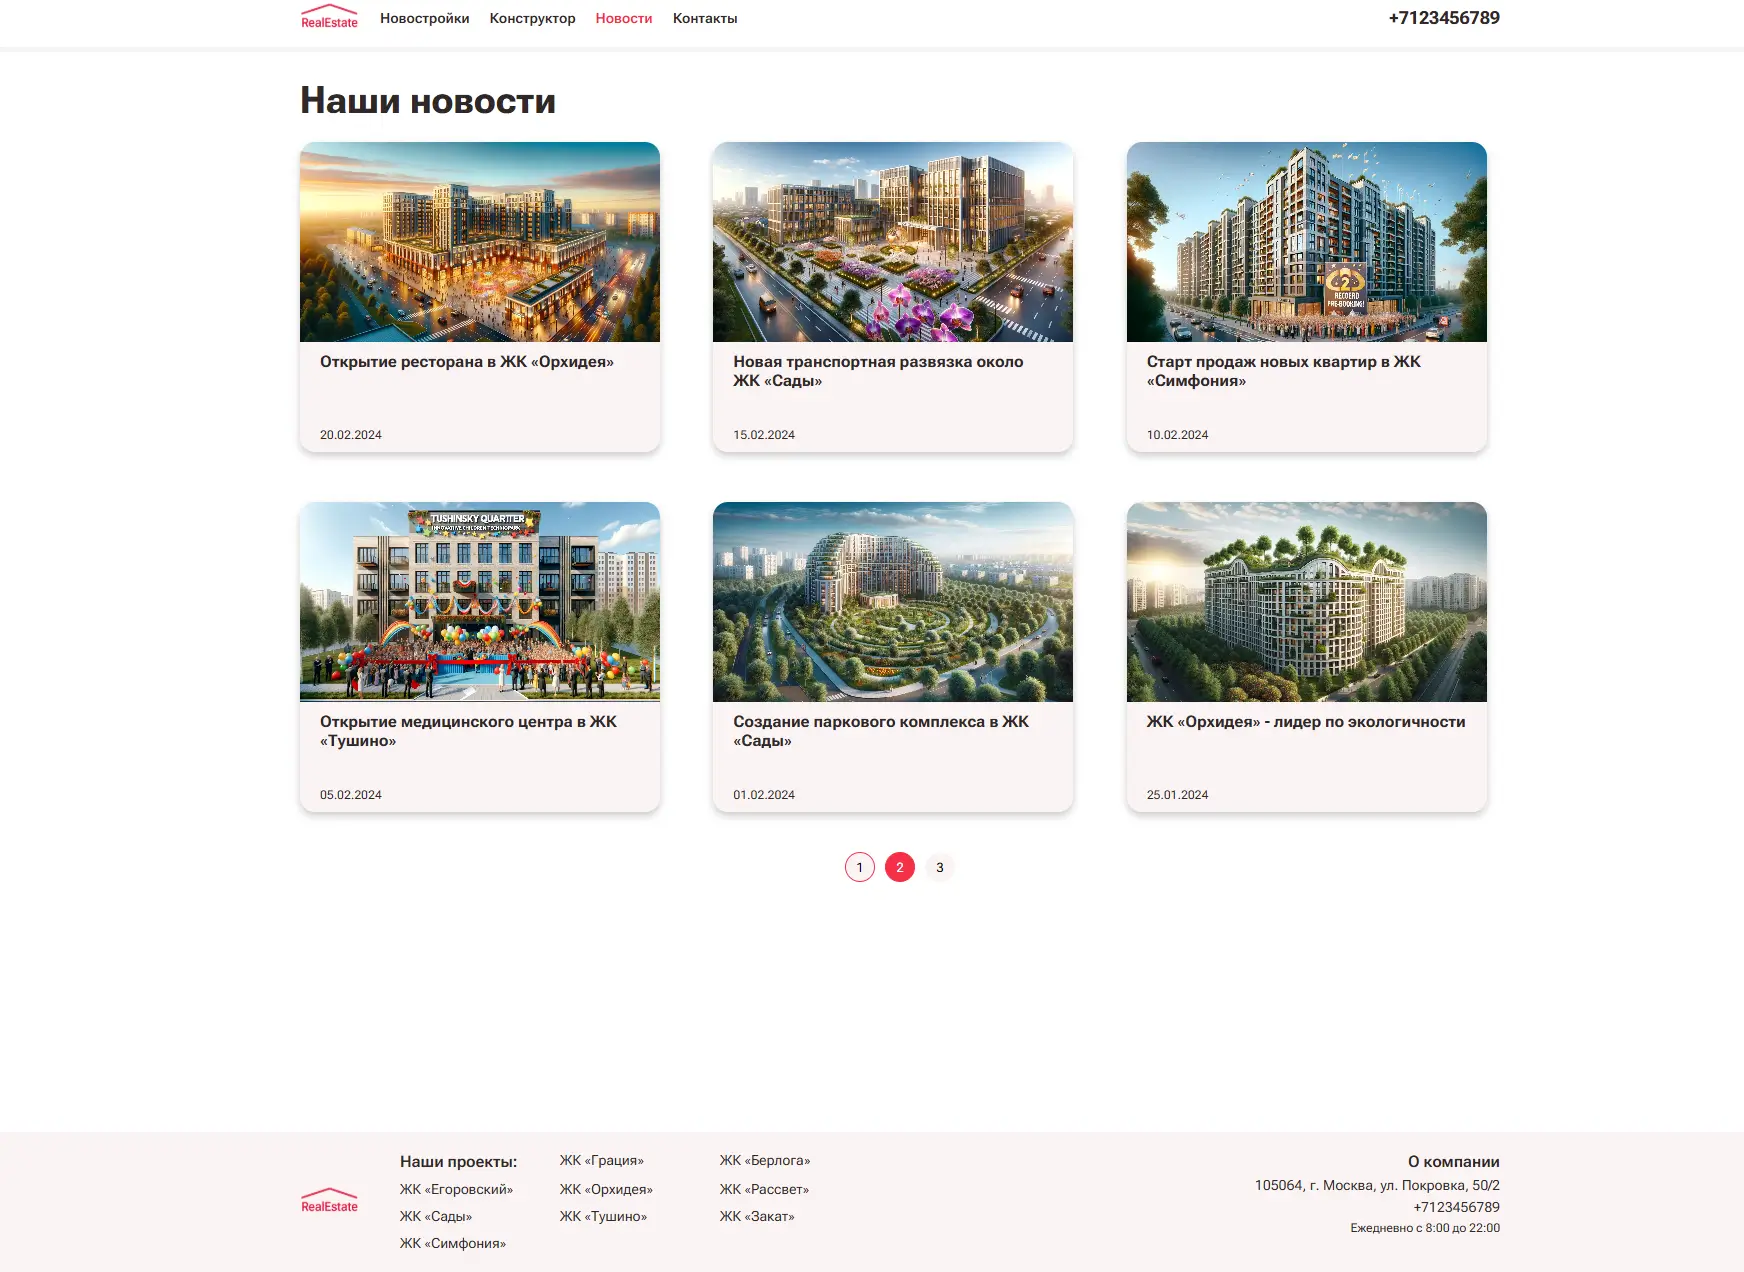 RealEstate
Новостройки Конструктор Новости Контакты
+7123456789
Наши новости
2
RECOERD
PRE-BOOKING!
Открытие ресторана в ЖК «Орхидея»
20.02.2024
Новая транспортная развязка около
ЖК «Сады»
15.02.2024
Старт продаж новых квартир в ЖК
«Симфония»
10.02.2024
TUSHINSKY QUARTTER
Открытие медицинского центра в ЖК
«Тушино»
05.02.2024
Создание паркового комплекса в ЖК
«Сады»
01.02.2024
ЖК «Орхидея» - лидер по экологичности
25.01.2024
1 2 3
RealEstate
Наши проекты:
ЖК «Егоровский»
ЖК «Сады»
ЖК «Симфония»
ЖК «Грация»
ЖК «Орхидея»
ЖК «Тушино»
ЖК «Берлога»
ЖК «Рассвет»
ЖК «Закат»
О компании
105064, г. Москва, ул. Покровка, 50/2
+7123456789
Ежедневно с 8:00 до 22:00